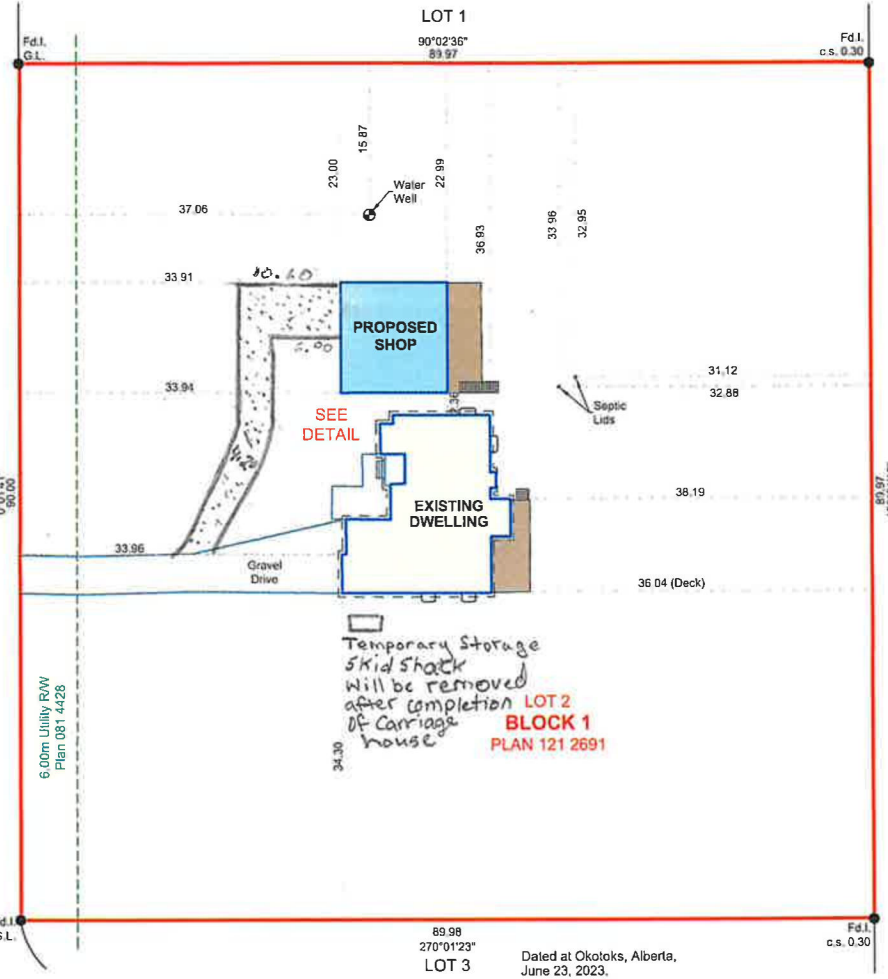 LOT 1
Fd.I.
G.L.
90°02'36"
89.97
Fd.I.
c.s. 0.30
15.87
23.00
22.99
Water
Well
37.06
36.93
33.96
32.95
33.91
10.60
PROPOSED
SHOP
6.00
33.94
31.12
32.88
Septic
Lids
SEE
DETAIL
90.00
89.97
38.19
EXISTING
DWELLING
33.96
Gravel
Drive
36.04 (Deck)
Temporary Storage
Skid Shack
Will be removed
after completion
of Carriage
house
LOT 2
BLOCK 1
PLAN 121 2691
34.30
6.00m Utility R/W
Plan 081 4428
89.98
270°01'23"
LOT 3
Fd.I.
c.s. 0.30
Dated at Okotoks, Alberta,
June 23, 2023.